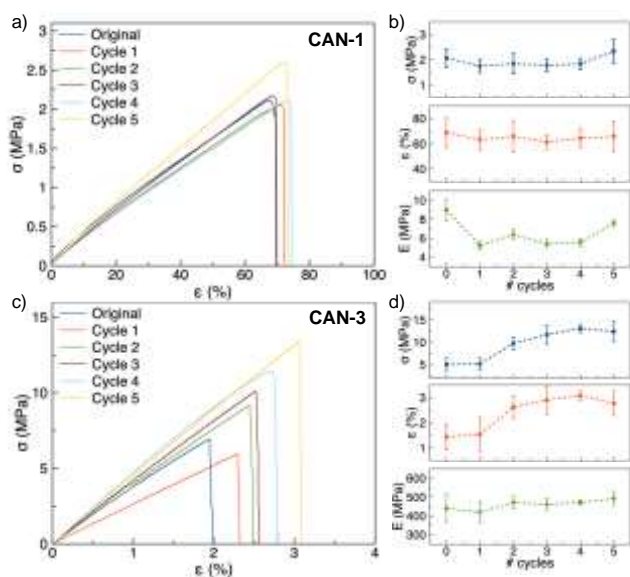 a)
CAN-1
Original
Cycle 1
Cycle 2
Cycle 3
Cycle 4
Cycle 5
σ (MPa)
3
2.5
2
1.5
1
0.5
0
0 20 40 60 80 100
ε (%)
b)
σ (MPa)
3
2
1
ε (%)
80
60
40
E (MPa)
10
8
6
4
0 1 2 3 4 5
# cycles
c)
CAN-3
Original
Cycle 1
Cycle 2
Cycle 3
Cycle 4
Cycle 5
σ (MPa)
15
10
5
0
0 1 2 3 4
ε (%)
d)
σ (MPa)
15
10
5
ε (%)
3
2
1
E (MPa)
600
500
400
300
0 1 2 3 4 5
# cycles